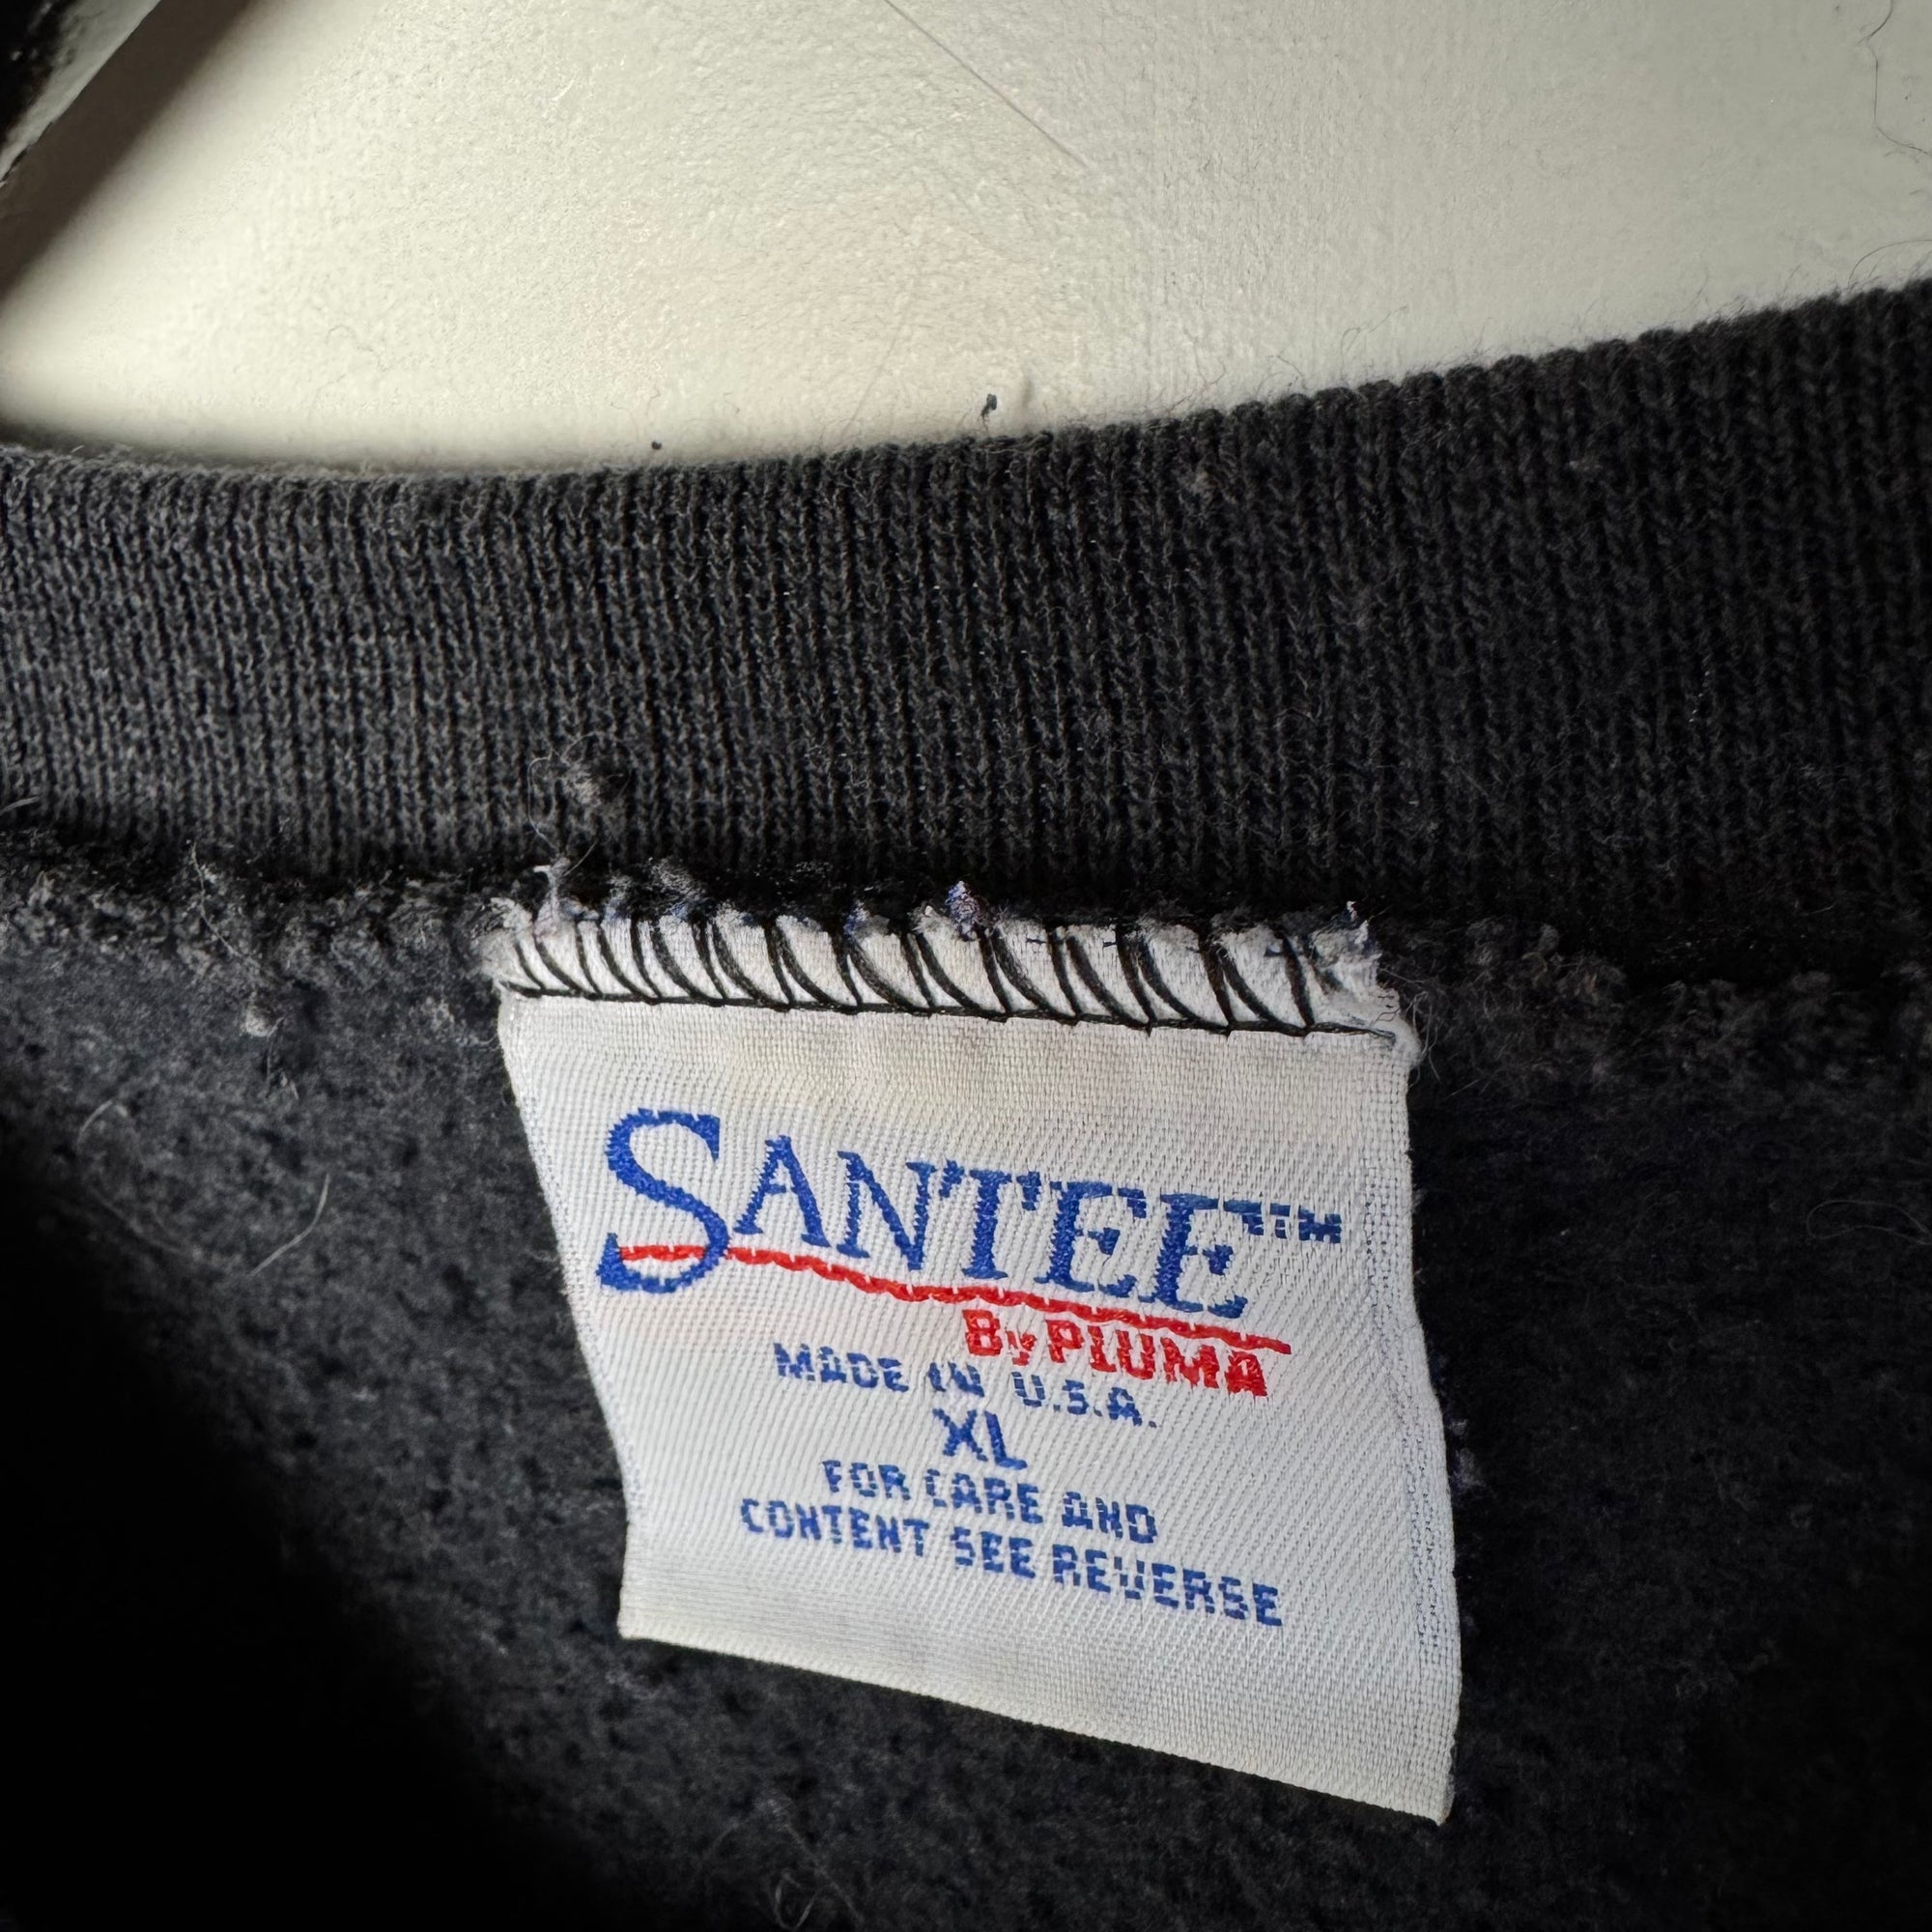 SANTEE™
By PLUMA
MADE IN U.S.A.
XL
FOR CARE AND
CONTENT SEE REVERSE